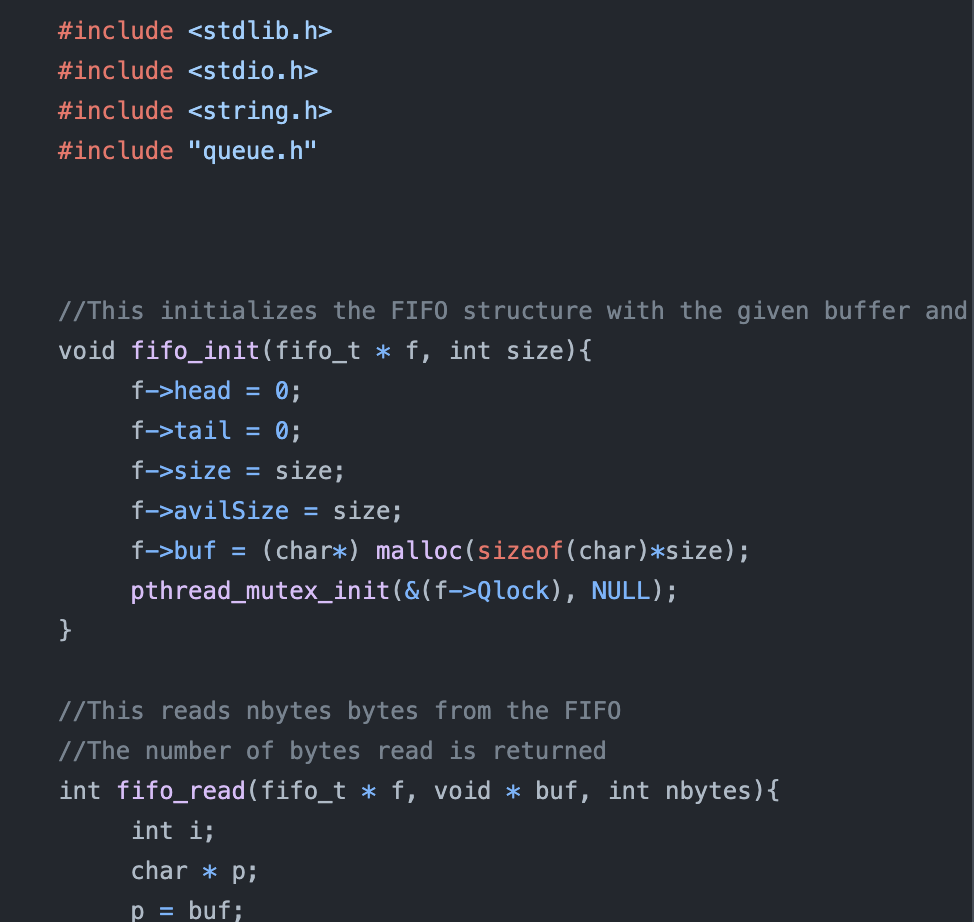 #include <stdlib.h>
#include <stdio.h>
#include <string.h>
#include "queue.h"
//This initializes the FIFO structure with the given buffer and
void fifo_init(fifo_t * f, int size){
f->head = 0;
f->tail = 0;
f->size = size;
f->avilSize = size;
f->buf = (char*) malloc(sizeof(char)*size);
pthread_mutex_init(&(f->Qlock), NULL);
}
//This reads nbytes bytes from the FIFO
//The number of bytes read is returned
int fifo_read(fifo_t * f, void * buf, int nbytes){
int i;
char * p;
p = buf;